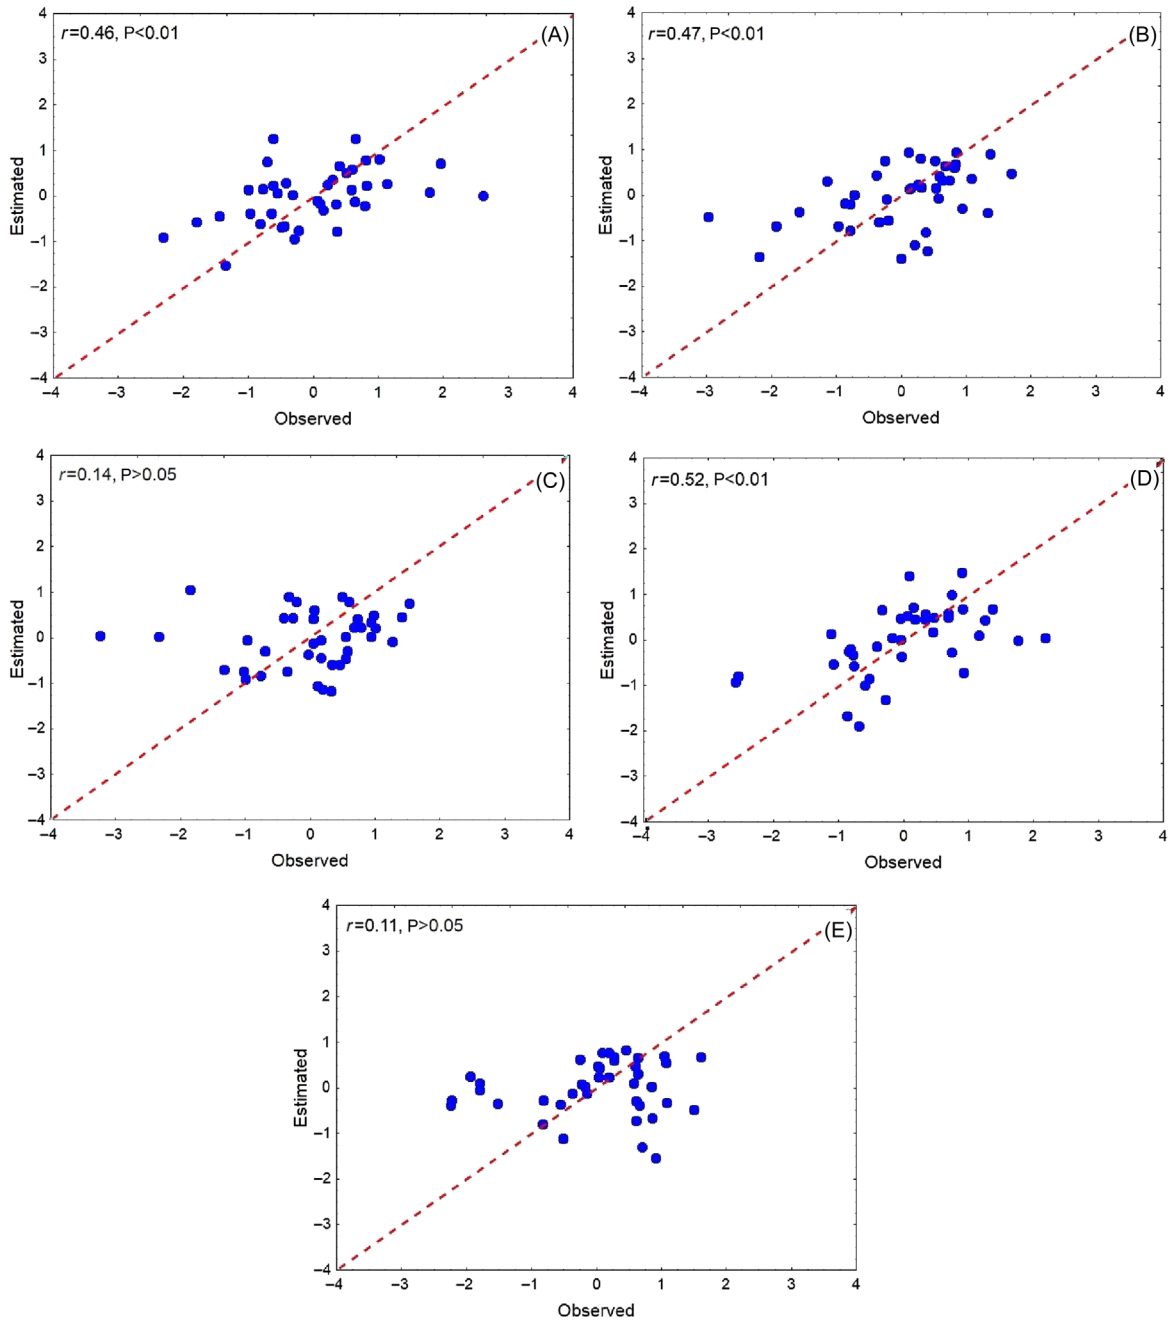 r=0.46, P<0.01
(A)
4
3
2
1
0
−1
−2
−3
−4
Estimated
−4 −3 −2 −1 0 1 2 3 4
Observed
r=0.47, P<0.01
(B)
4
3
2
1
0
−1
−2
−3
−4
Estimated
−4 −3 −2 −1 0 1 2 3 4
Observed
r=0.14, P>0.05
(C)
4
3
2
1
0
−1
−2
−3
−4
Estimated
−4 −3 −2 −1 0 1 2 3 4
Observed
r=0.52, P<0.01
(D)
4
3
2
1
0
−1
−2
−3
−4
Estimated
−4 −3 −2 −1 0 1 2 3 4
Observed
r=0.11, P>0.05
(E)
4
3
2
1
0
−1
−2
−3
−4
Estimated
−4 −3 −2 −1 0 1 2 3 4
Observed